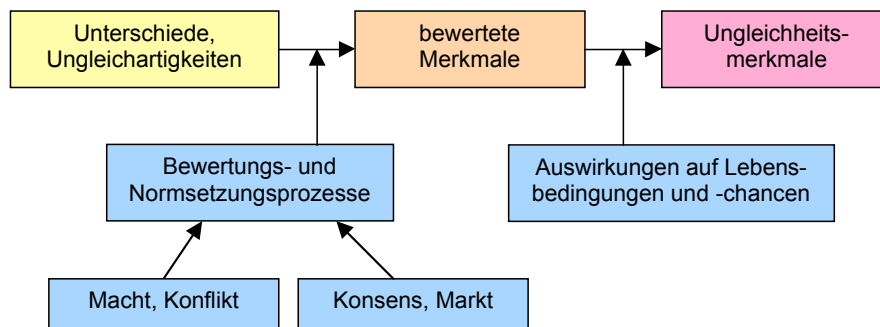 Unterschiede,
Ungleichartigkeiten
bewertete
Merkmale
Ungleichheits-
merkmale
Bewertungs- und
Normsetzungsprozesse
Auswirkungen auf Lebens-
bedingungen und -chancen
Macht, Konflikt
Konsens, Markt